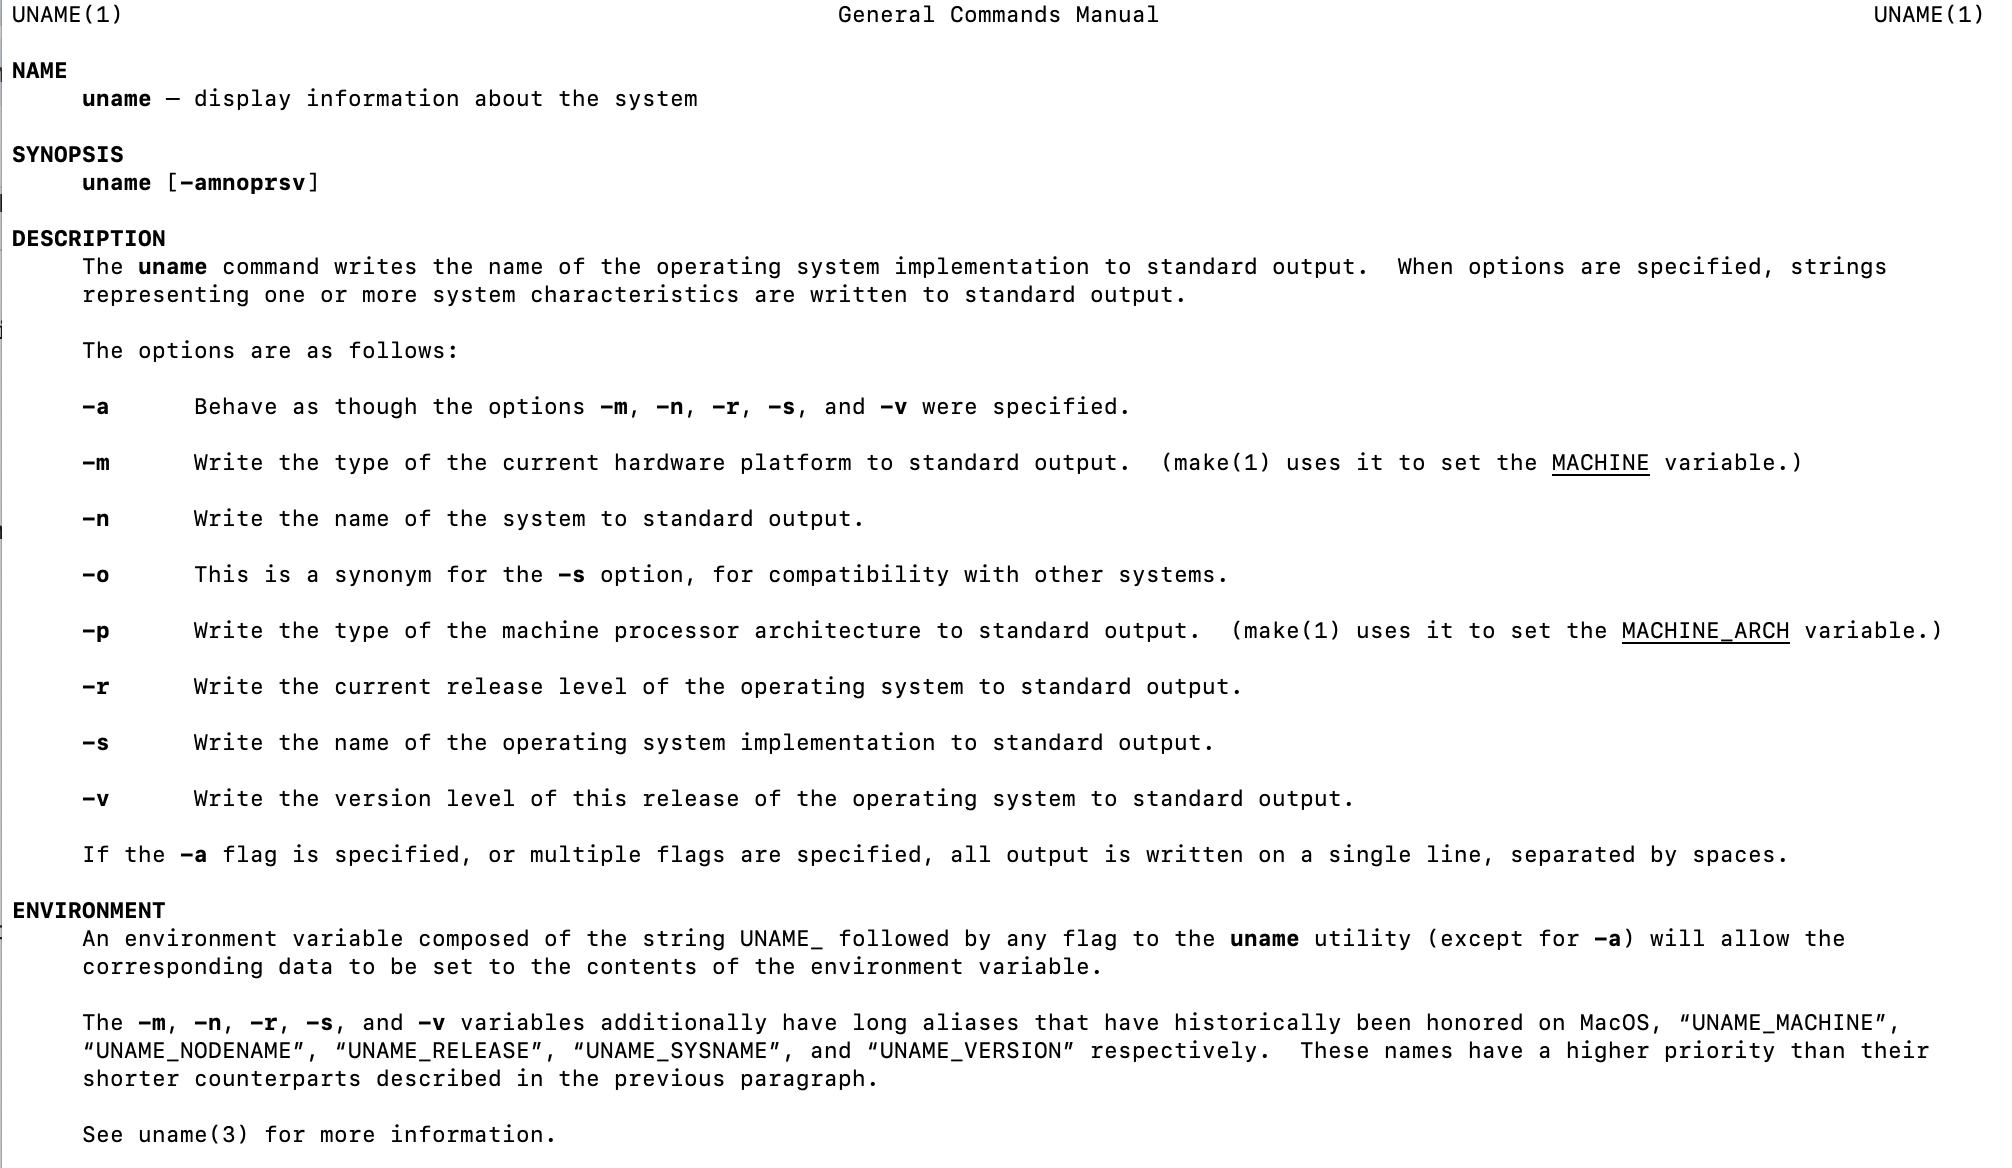 UNAME(1) General Commands Manual UNAME(1)
NAME
uname — display information about the system
SYNOPSIS
uname [-amnoprsv]
DESCRIPTION
The uname command writes the name of the operating system implementation to standard output.  When options are specified, strings
representing one or more system characteristics are written to standard output.
The options are as follows:
-a Behave as though the options -m, -n, -r, -s, and -v were specified.
-m Write the type of the current hardware platform to standard output.  (make(1) uses it to set the MACHINE variable.)
-n Write the name of the system to standard output.
-o This is a synonym for the -s option, for compatibility with other systems.
-p Write the type of the machine processor architecture to standard output.  (make(1) uses it to set the MACHINE_ARCH variable.)
-r Write the current release level of the operating system to standard output.
-s Write the name of the operating system implementation to standard output.
-v Write the version level of this release of the operating system to standard output.
If the -a flag is specified, or multiple flags are specified, all output is written on a single line, separated by spaces.
ENVIRONMENT
An environment variable composed of the string UNAME_ followed by any flag to the uname utility (except for -a) will allow the
corresponding data to be set to the contents of the environment variable.
The -m, -n, -r, -s, and -v variables additionally have long aliases that have historically been honored on MacOS, “UNAME_MACHINE”,
“UNAME_NODENAME”, “UNAME_RELEASE”, “UNAME_SYSNAME”, and “UNAME_VERSION” respectively.  These names have a higher priority than their
shorter counterparts described in the previous paragraph.
See uname(3) for more information.